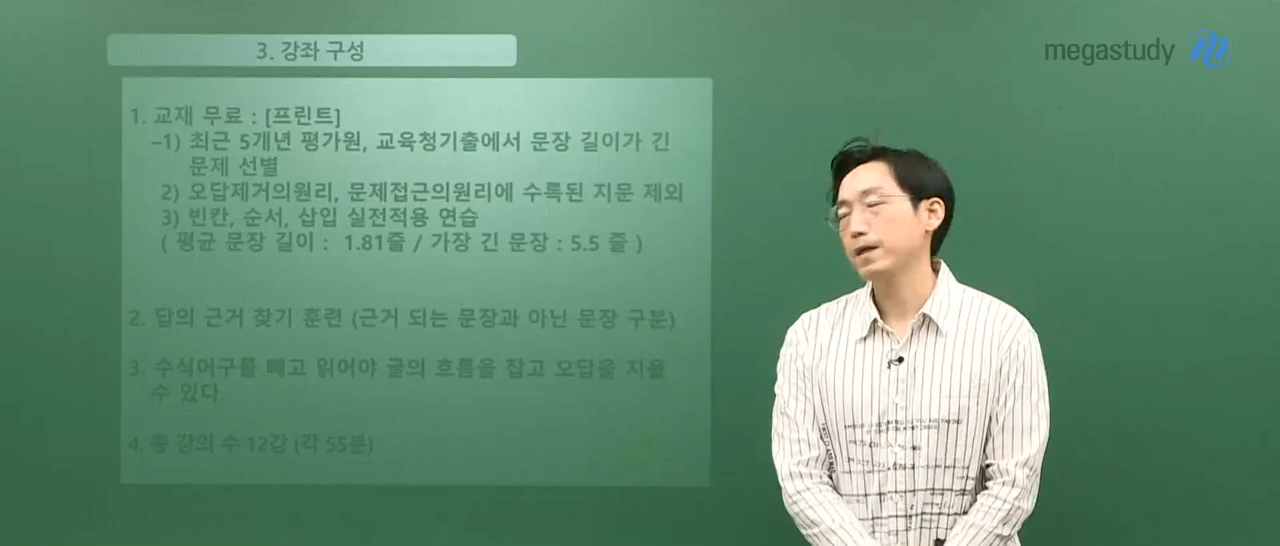 3. 강좌 구성
megastudy
1. 교재 무료 : [프린트]
–1) 최근 5개년 평가원, 교육청기출에서 문장 길이가 긴
문제 선별
2) 오답제거의원리, 문제접근의원리에 수록된 지문 제외
3) 빈칸, 순서, 삽입 실전적용 연습
( 평균 문장 길이 : 1.81줄 / 가장 긴 문장 : 5.5 줄 )
2. 답의 근거 찾기 훈련 (근거 되는 문장과 아닌 문장 구분)
3. 수식어구를 빼고 읽어야 글의 흐름을 잡고 오답을 지울
수 있다.
4. 총 강의 수 12강 (각 55분)